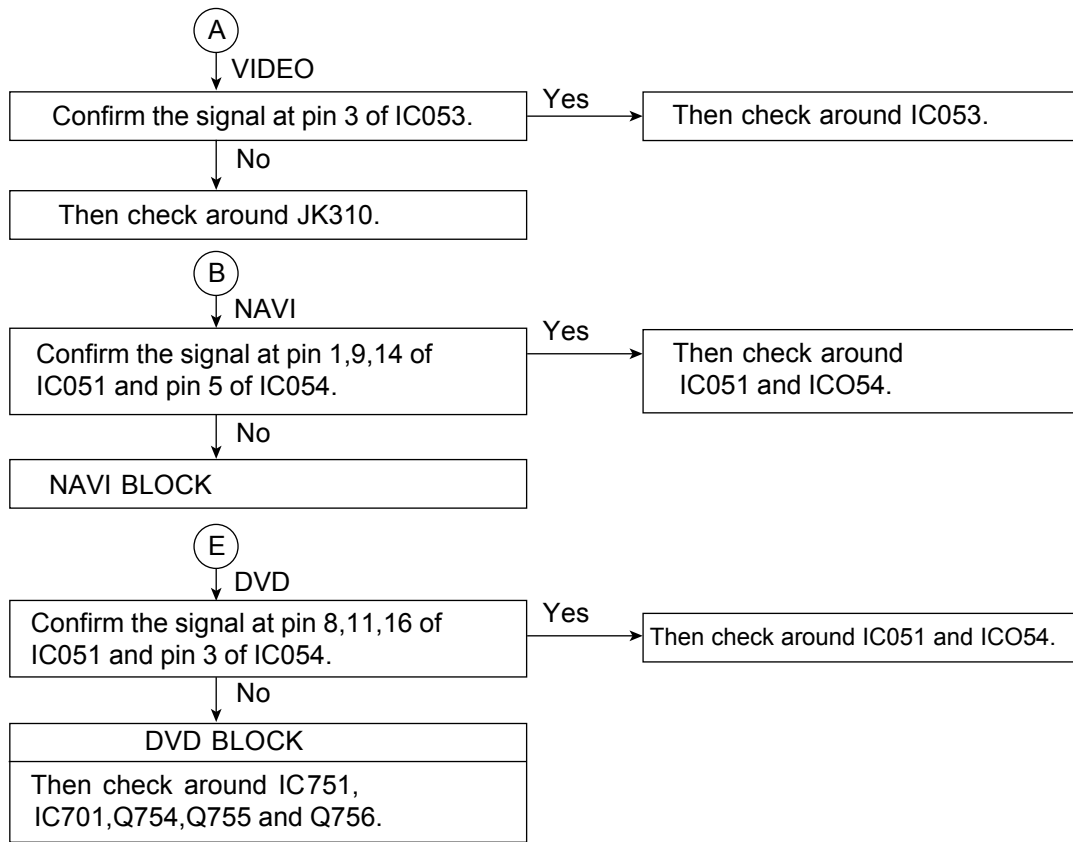 A
VIDEO
Confirm the signal at pin 3 of IC053.
Yes
Then check around IC053.
No
Then check around JK310.
B
NAVI
Confirm the signal at pin 1,9,14 of
IC051 and pin 5 of IC054.
Yes
Then check around
IC051 and ICO54.
No
NAVI BLOCK
E
DVD
Confirm the signal at pin 8,11,16 of
IC051 and pin 3 of IC054.
Yes
Then check around IC051 and ICO54.
No
DVD BLOCK
Then check around IC751,
IC701,Q754,Q755 and Q756.